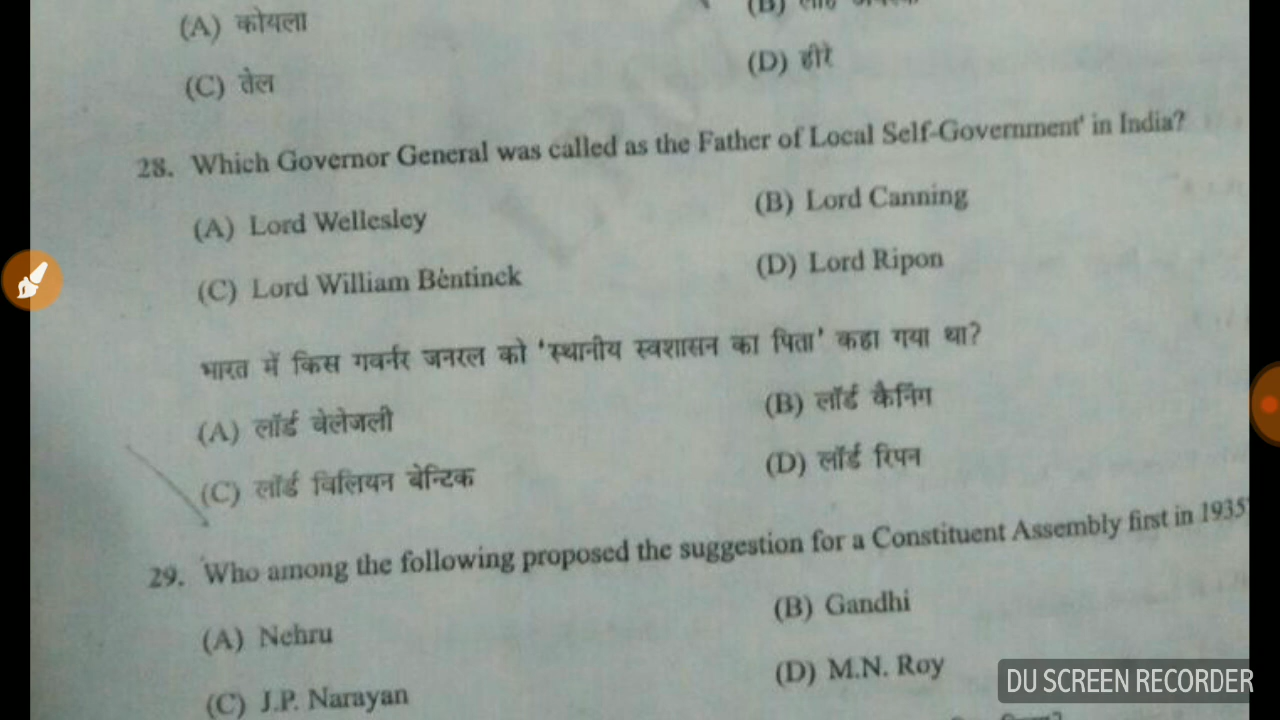 (A) कोयला
(B)
(C) तेल
(D) हीरे
28. Which Governor General was called as the Father of Local Self-Government' in India?
(A) Lord Wellesley
(B) Lord Canning
(C) Lord William Bentinck
(D) Lord Ripon
भारत में किस गवर्नर जनरल को ‘स्थानीय स्वशासन का पिता’ कहा गया था?
(A) लॉर्ड वेलेजली
(B) लॉर्ड कैनिंग
(C) लॉर्ड विलियन बेन्टिक
(D) लॉर्ड रिपन
29. Who among the following proposed the suggestion for a Constituent Assembly first in 1935
(A) Nehru
(B) Gandhi
(C) J.P. Narayan
(D) M.N. Roy
DU SCREEN RECORDER